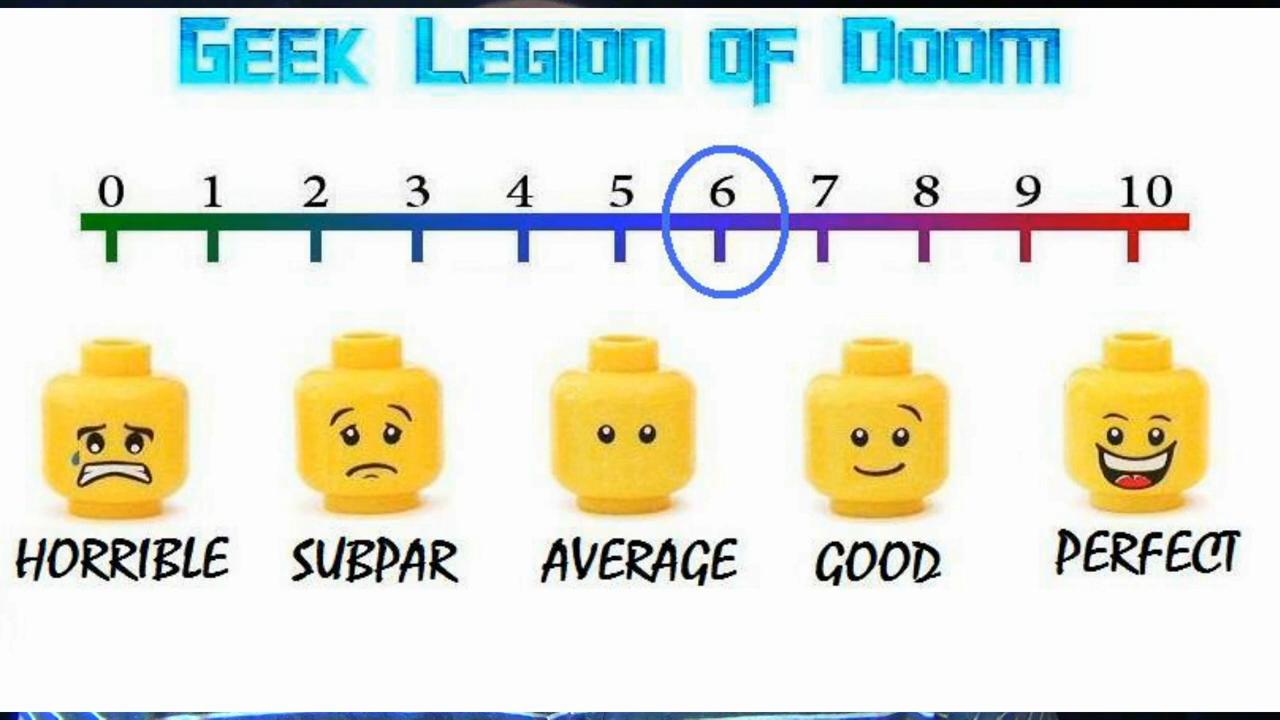 GEEK LEGION OF DOOM
0 1 2 3 4 5 6 7 8 9 10
HORRIBLE SUBPAR AVERAGE GOOD PERFECT